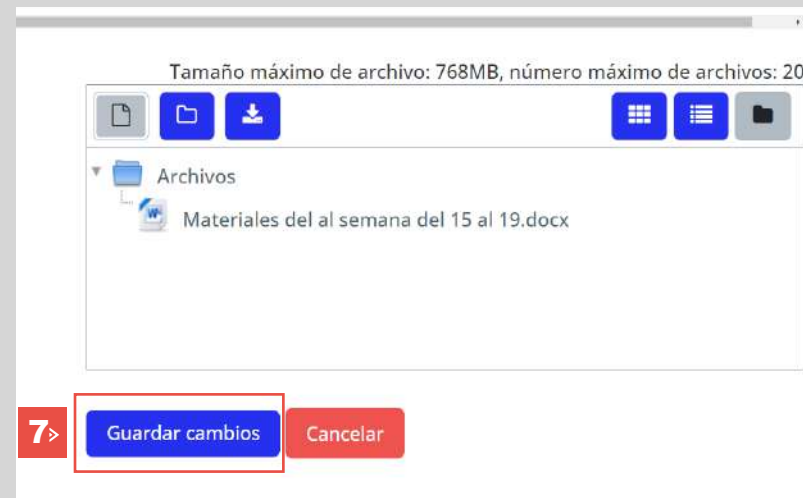 Tamaño máximo de archivo: 768MB, número máximo de archivos: 20
Archivos
Materiales del al semana del 15 al 19.docx
7
Guardar cambios
Cancelar